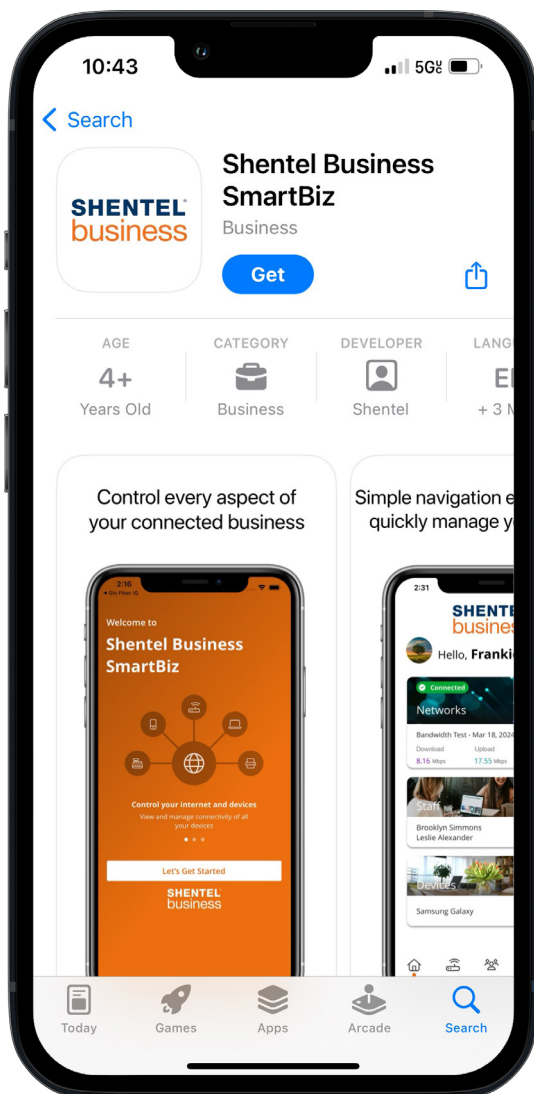 10:43
5G
Search
SHENTEL
business
Shentel Business
SmartBiz
Business
Get
AGE
4+
Years Old
CATEGORY
Business
DEVELOPER
Shentel
+ 3
Control every aspect of
your connected business
2:16
Welcome to
Shentel Business
SmartBiz
Control your internet and devices
View and manage connectivity of all
your devices
Let's Get Started
SHENTEL
business
Simple navigation
quickly manage
2:31
Hello,
Connected
Networks
Bandwidth Test - Mar 18, 2024
Download Upload
8.16 Mbps 17.55 Mbps
Staff
Brooklyn Simmons
Leslie Alexander
Devices
Samsung Galaxy
Today
Games
Apps
Arcade
Search